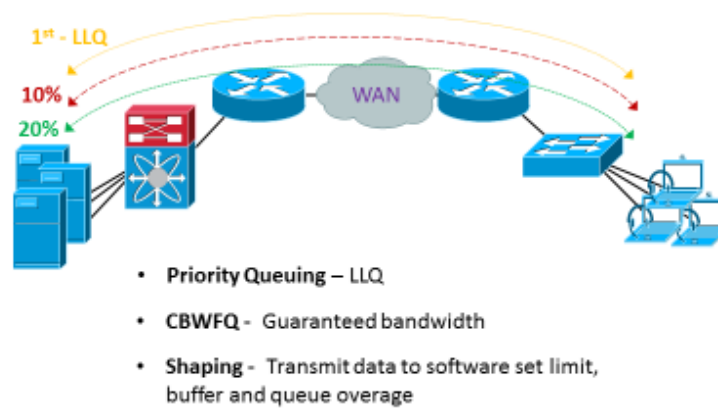 1st - LLQ
10%
20%
WAN
• Priority Queuing – LLQ
• CBWFQ - Guaranteed bandwidth
• Shaping - Transmit data to software set limit,
buffer and queue overage